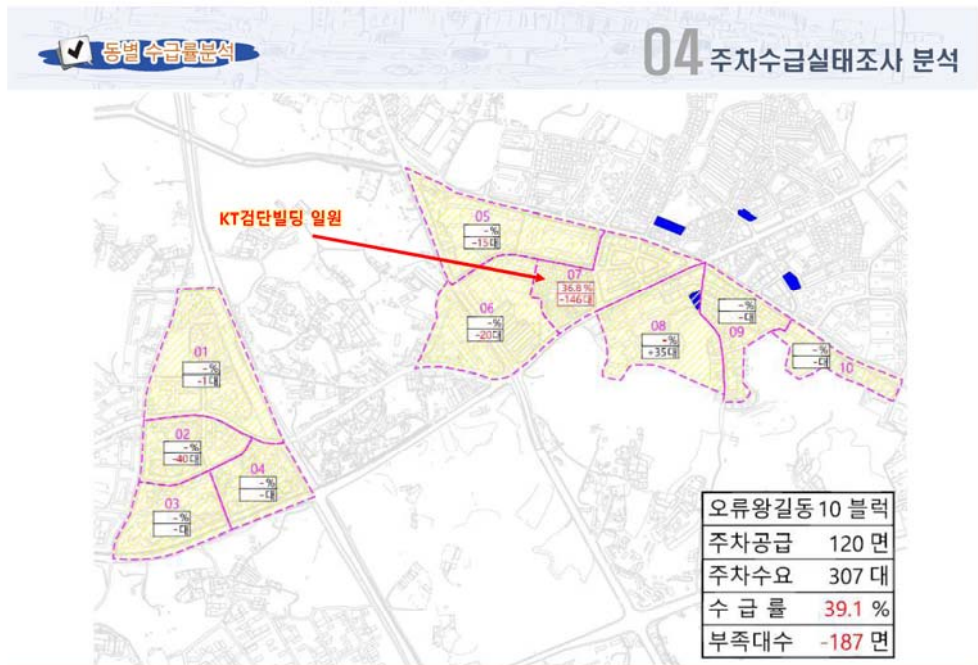 동별 수급률분석
04 주차수급실태조사 분석
KT검단빌딩 일원
05
-%
-15대
07
36.8%
-146대
06
-%
-20대
08
-%
+35대
-%
-대
09
-%
-대
10
01
-%
-1대
02
-%
-40대
04
-%
-대
03
-%
-대
오류왕길동 10 블럭
주차공급 120 면
주차수요 307 대
수 급 률 39.1 %
부족대수 -187 면